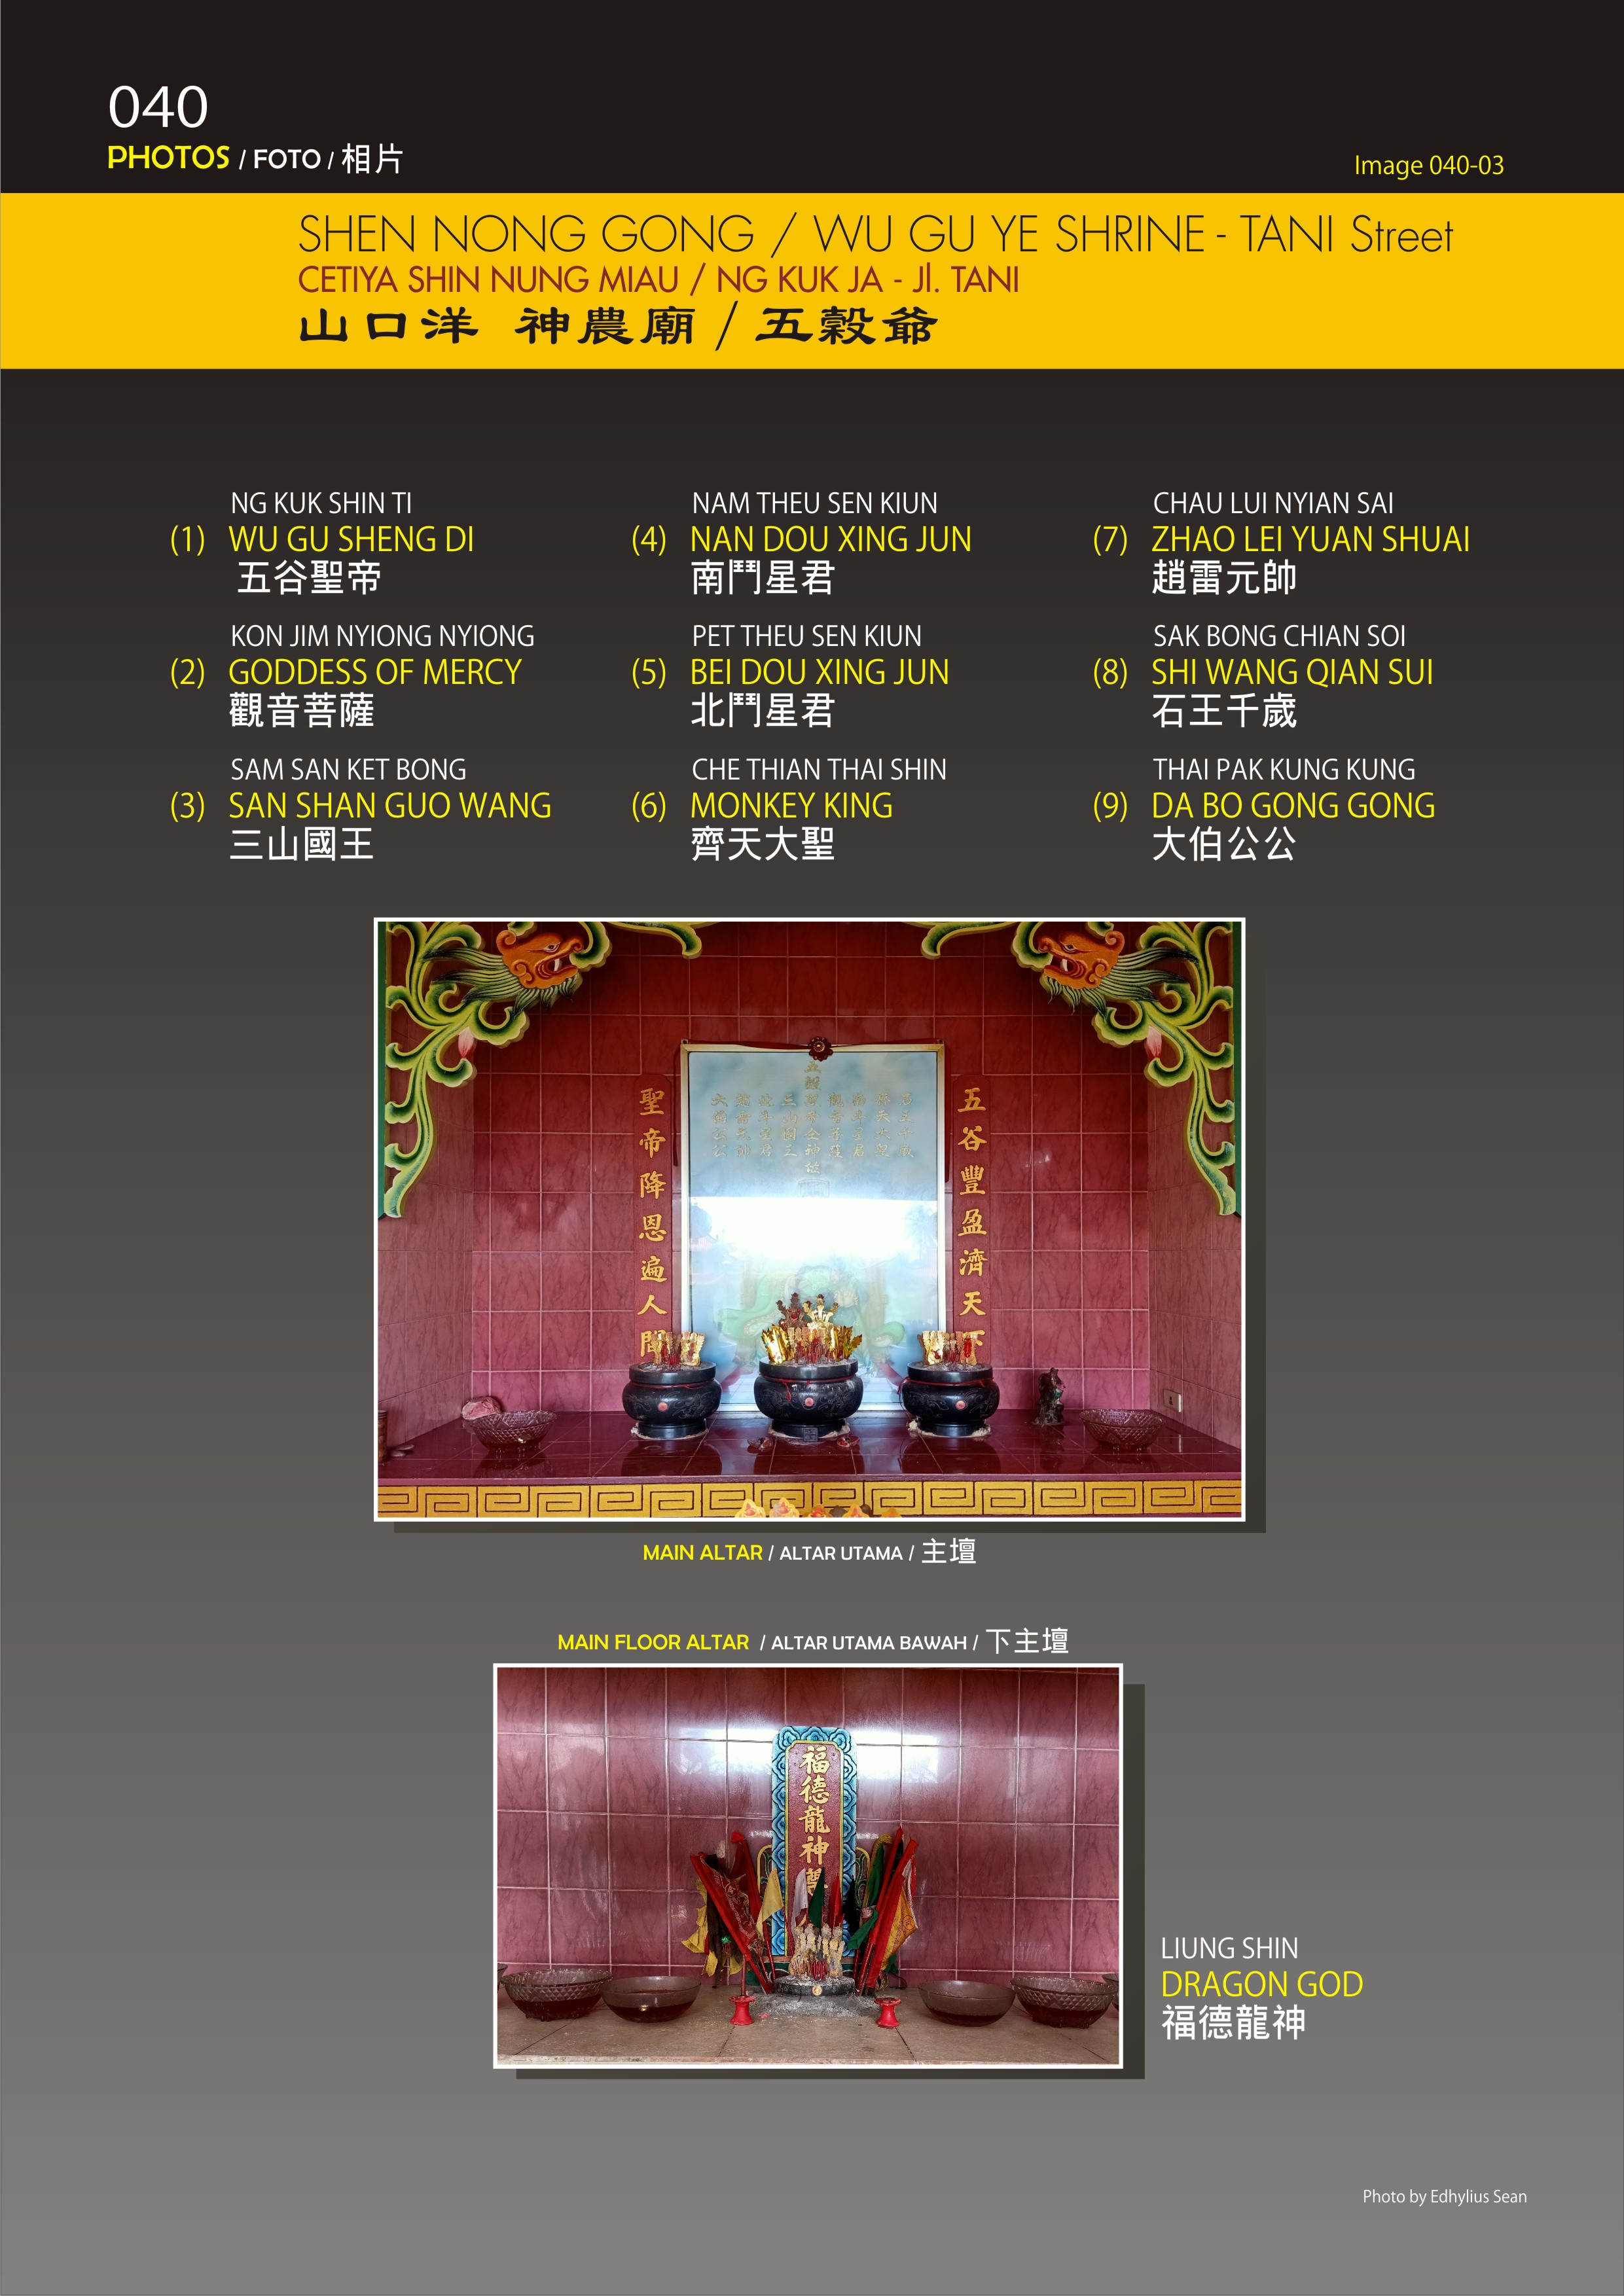 040
PHOTOS / FOTO / 相片
Image 040-03
SHEN NONG GONG / WU GU YE SHRINE - TANI Street
CETIYA SHIN NUNG MIAU / NG KUK JA - Jl. TANI
山口洋 神農廟 / 五穀爺
NG KUK SHIN TI
(1) WU GU SHENG DI
五谷聖帝
KON JIM NYIONG NYIONG
(2) GODDESS OF MERCY
觀音菩薩
SAM SAN KET BONG
(3) SAN SHAN GUO WANG
三山國王
NAM THEU SEN KIUN
(4) NAN DOU XING JUN
南鬥星君
PET THEU SEN KIUN
(5) BEI DOU XING JUN
北鬥星君
CHE THIAN THAI SHIN
(6) MONKEY KING
齊天大聖
CHAU LUI NYIAN SAI
(7) ZHAO LEI YUAN SHUAI
趙雷元帥
SAK BONG CHIAN SOI
(8) SHI WANG QIAN SUI
石王千歲
THAI PAK KUNG KUNG
(9) DA BO GONG GONG
大伯公公
五谷豐盈濟天下
聖帝降恩遍人間
MAIN ALTAR / ALTAR UTAMA / 主壇
MAIN FLOOR ALTAR / ALTAR UTAMA BAWAH / 下主壇
福德龍神
LIUNG SHIN
DRAGON GOD
福德龍神
Photo by Edhylius Sean